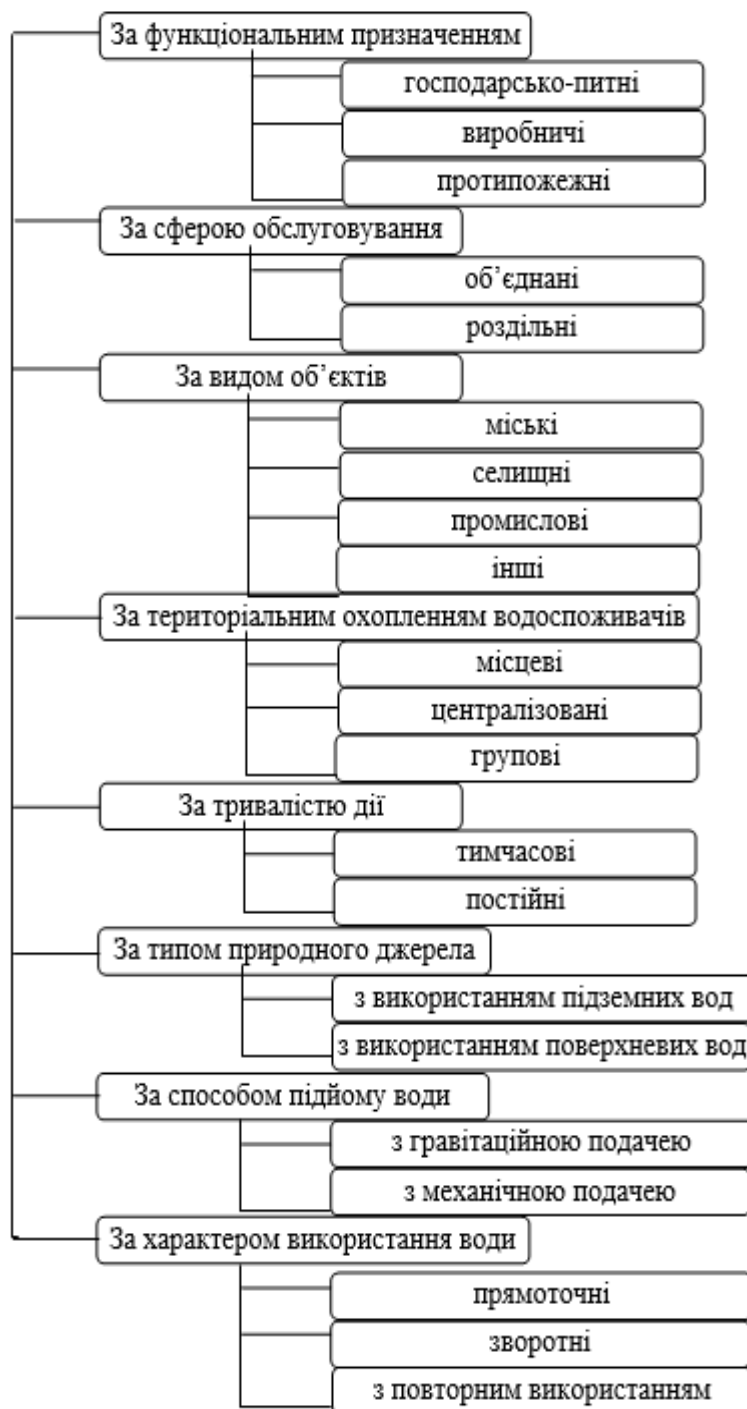 За функціональним призначенням
господарсько-питні
виробничі
протипожежні
За сферою обслуговування
об’єднані
роздільні
За видом об’єктів
міські
селищні
промислові
інші
За територіальним охопленням водоспоживачів
місцеві
централізовані
групові
За тривалістю дії
тимчасові
постійні
За типом природного джерела
з використанням підземних вод
з використанням поверхневих вод
За способом підйому води
з гравітаційною подачею
з механічною подачею
За характером використання води
прямоточні
зворотні
з повторним використанням